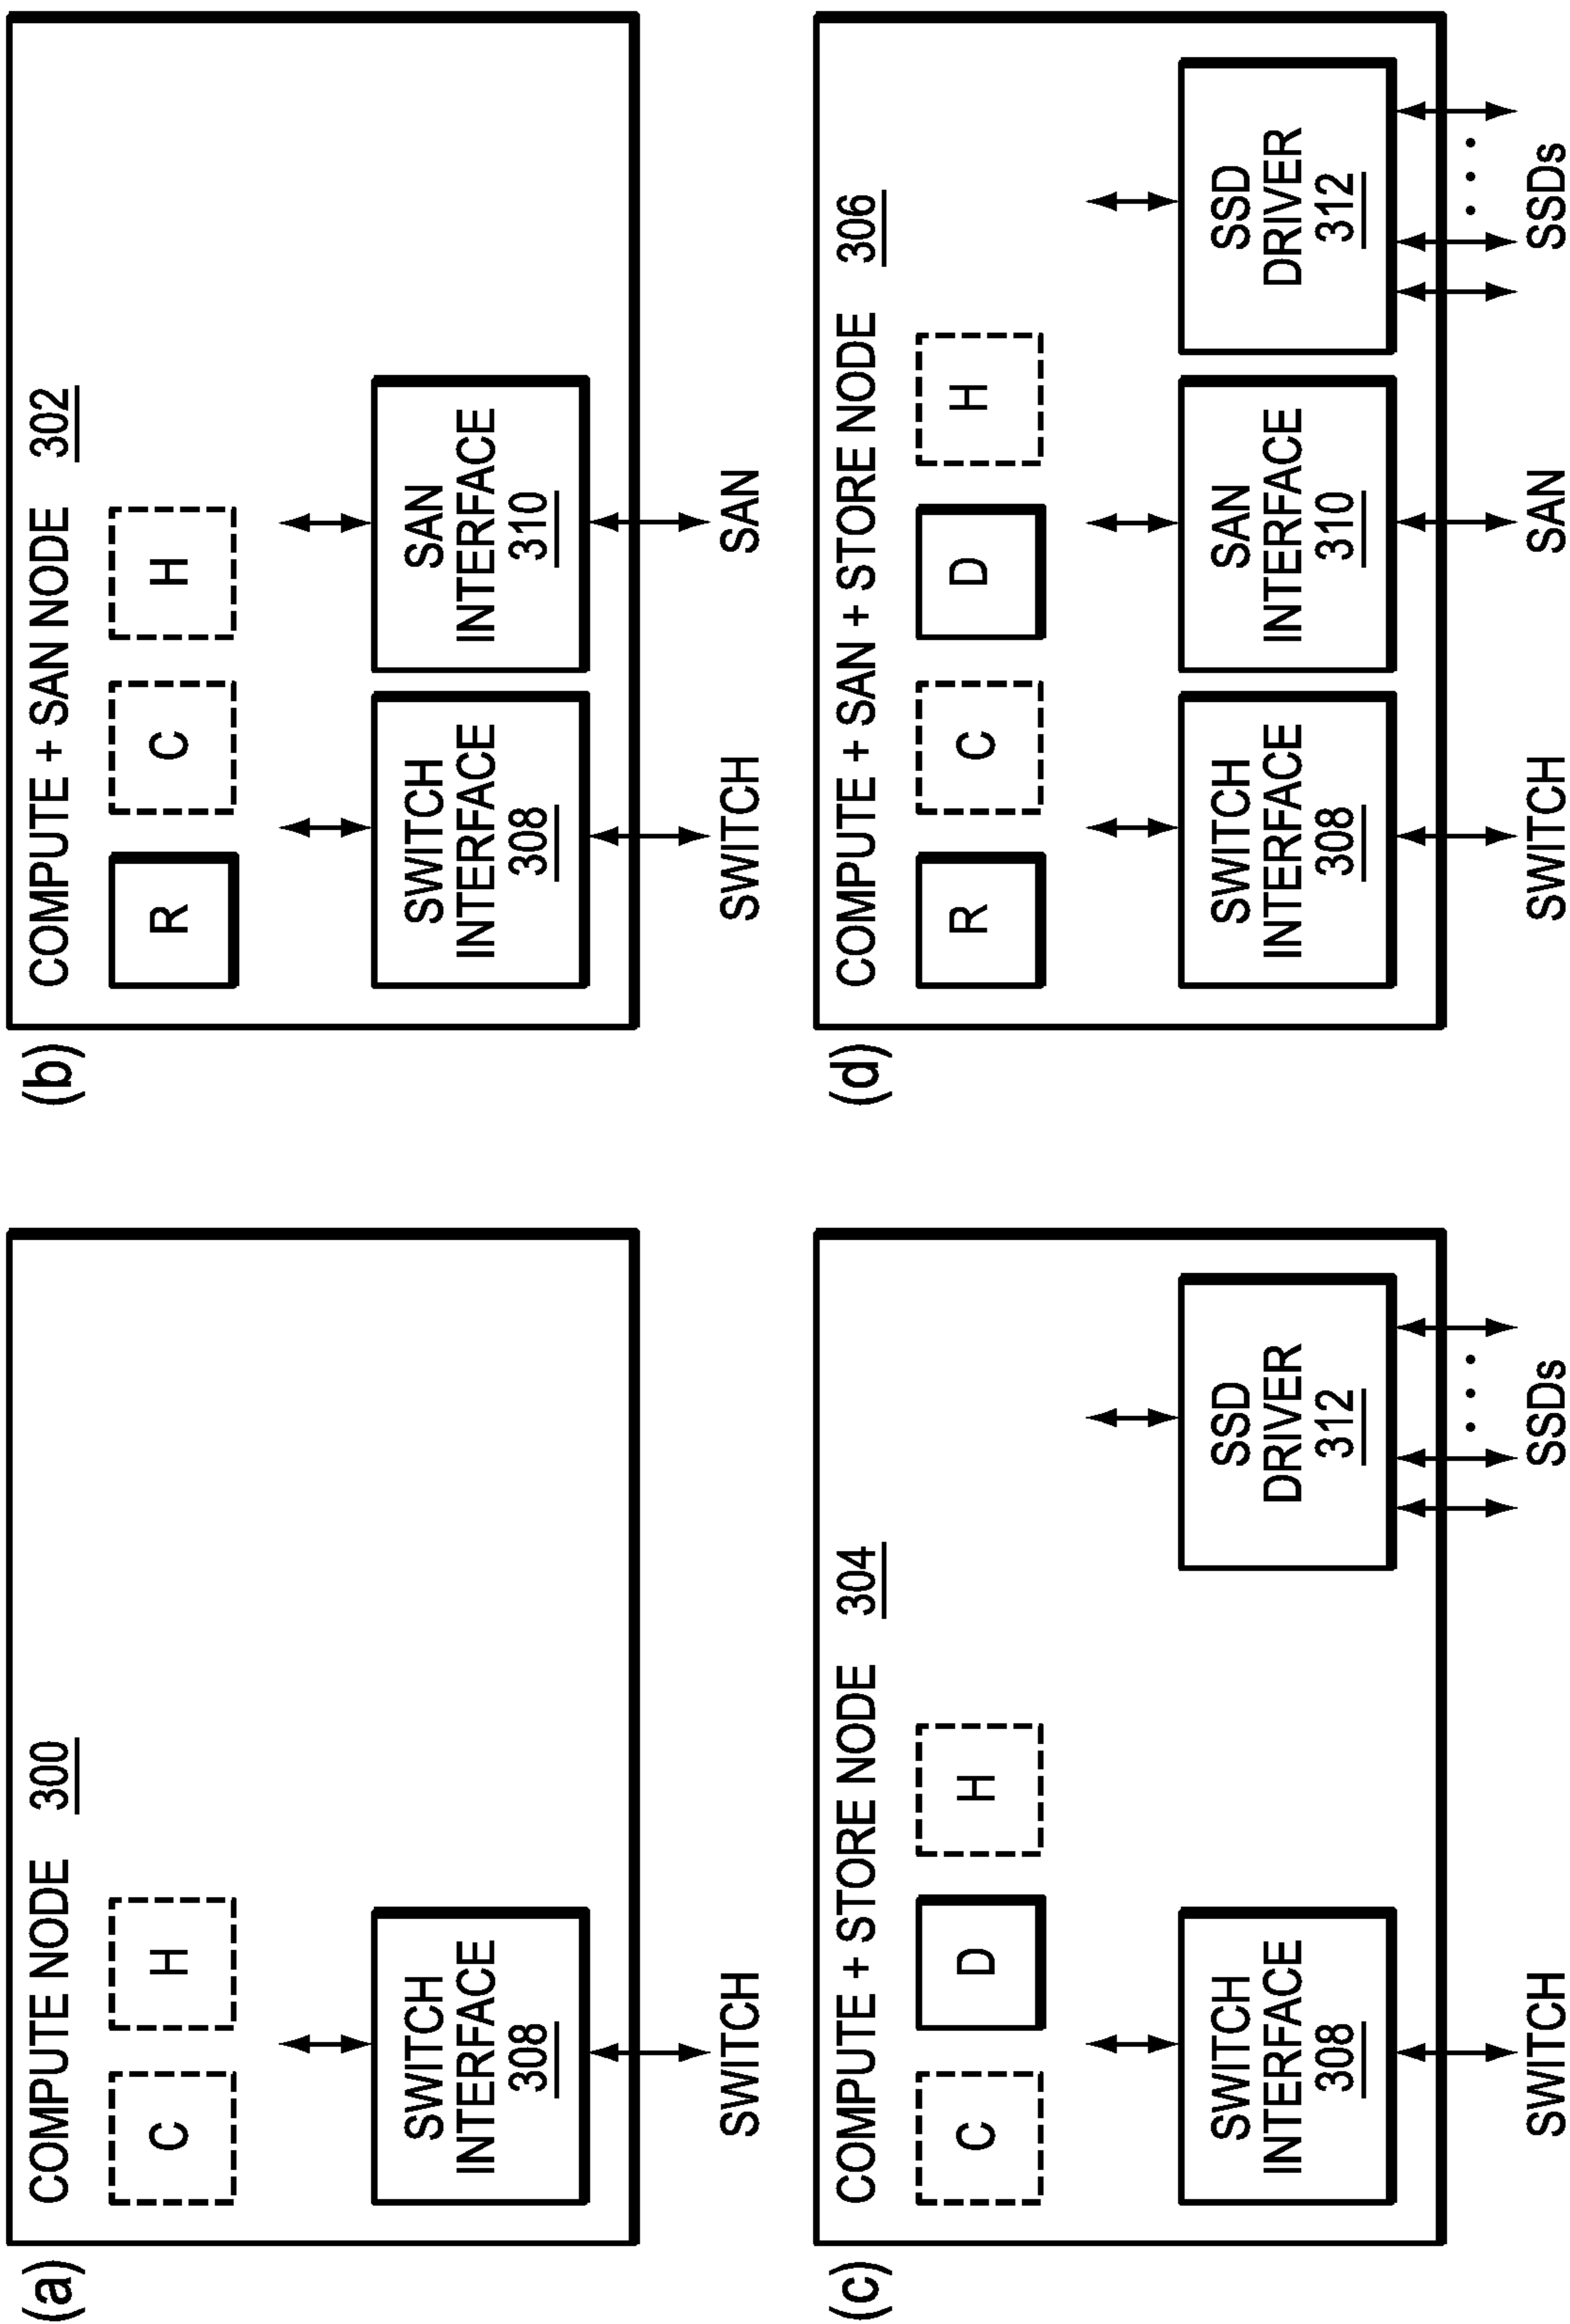 (a)
COMPUTE NODE 300
C
H
SWITCH
INTERFACE
308
SWITCH
(b)
COMPUTE + SAN NODE 302
R
C
H
SWITCH
INTERFACE
308
SAN
INTERFACE
310
SWITCH
SAN
(c)
COMPUTE + STORE NODE 304
C
D
H
SWITCH
INTERFACE
308
SSD
DRIVER
312
SWITCH
SSDs
(d)
COMPUTE + SAN + STORE NODE 306
R
C
D
H
SWITCH
INTERFACE
308
SAN
INTERFACE
310
SSD
DRIVER
312
SWITCH
SAN
SSDs